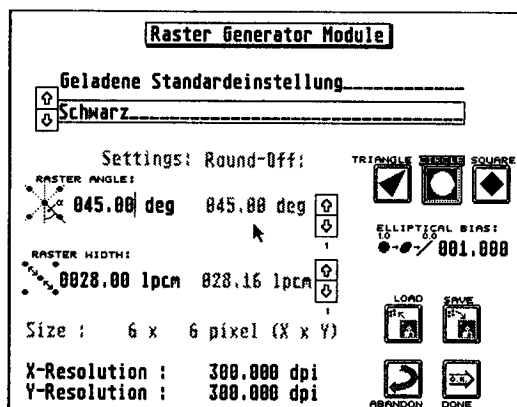 Raster Generator Module
Geladene Standardeinstellung
Schwarz
Settings: Round-Off:
RASTER ANGLE:
045.00 deg 045.00 deg
1
RASTER WIDTH:
0028.00 lpcm 028.16 lpcm
1
Size : 6 x 6 pixel (X x Y)
X-Resolution : 300.000 dpi
Y-Resolution : 300.000 dpi
TRIANGLE CIRCLE SQUARE
ELLIPTICAL BIAS:
1.0 0.0
001.000
LOAD SAVE
O.K.
ABANDON DONE